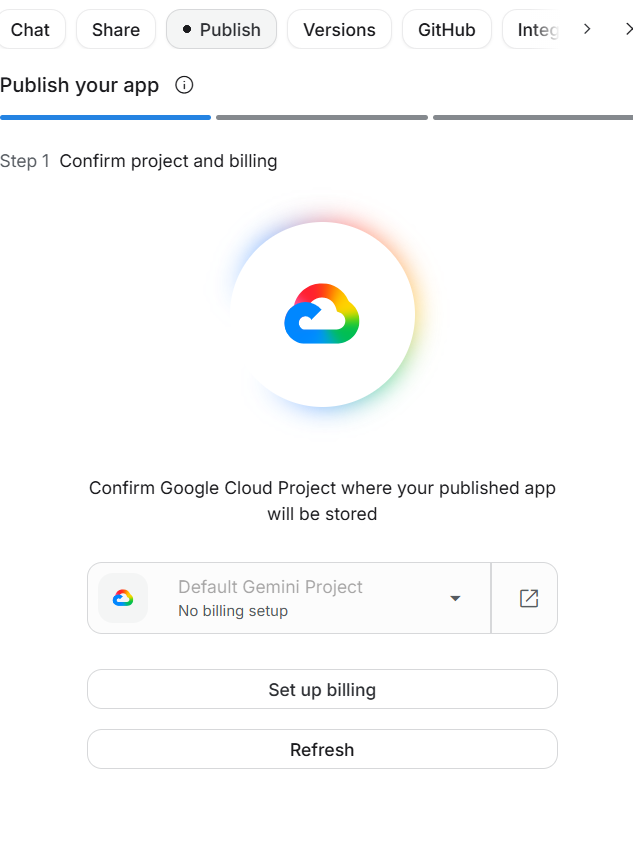 Chat
Share
Publish
Versions
GitHub
Publish your app
Step 1 Confirm project and billing
Confirm Google Cloud Project where your published app
will be stored
Default Gemini Project
No billing setup
Set up billing
Refresh